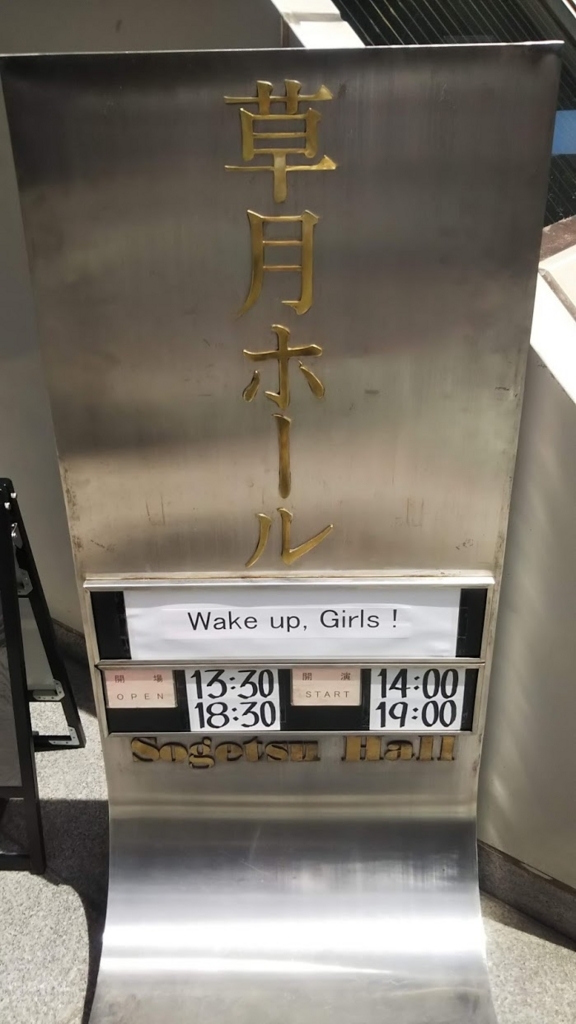 草月ホール
Wake up, Girls !
開場 13:30 開演 14:00
OPEN 18:30 START 19:00
Sogetsu Hall